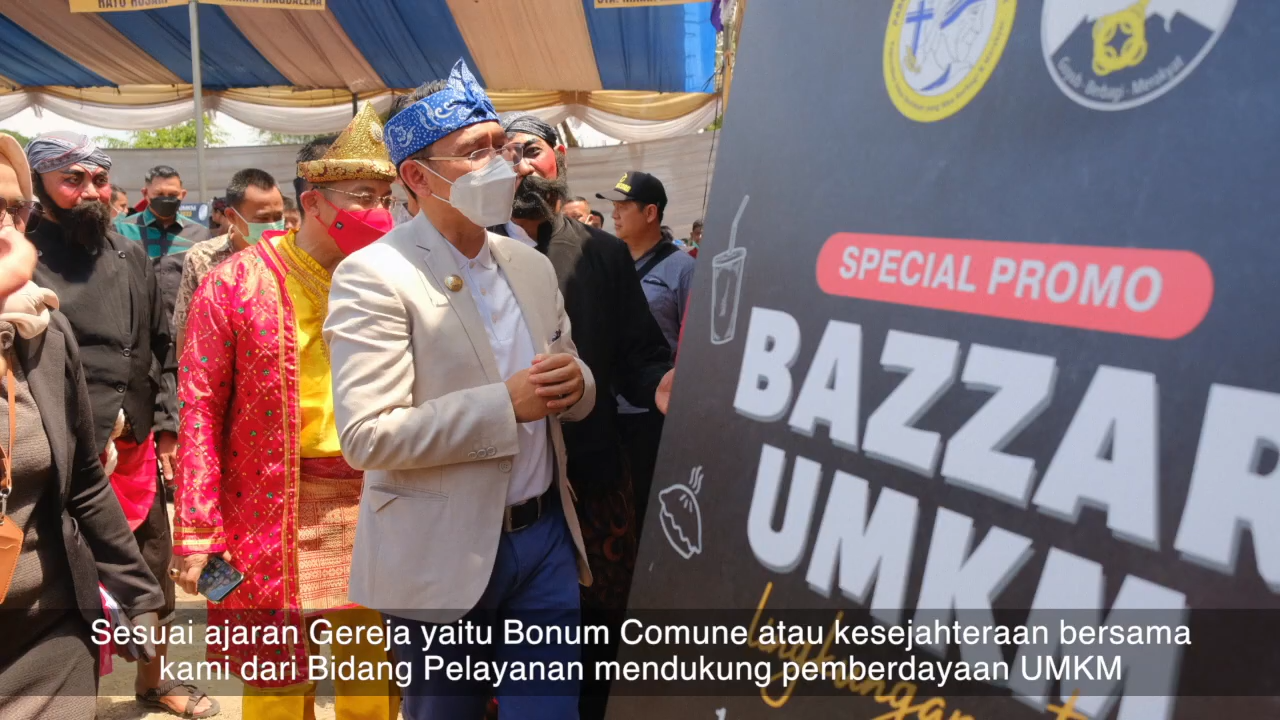 SPECIAL PROMO
BAZZAR
UMKM
Sesuai ajaran Gereja yaitu Bonum Comune atau kesejahteraan bersama
kami dari Bidang Pelayanan mendukung pemberdayaan UMKM